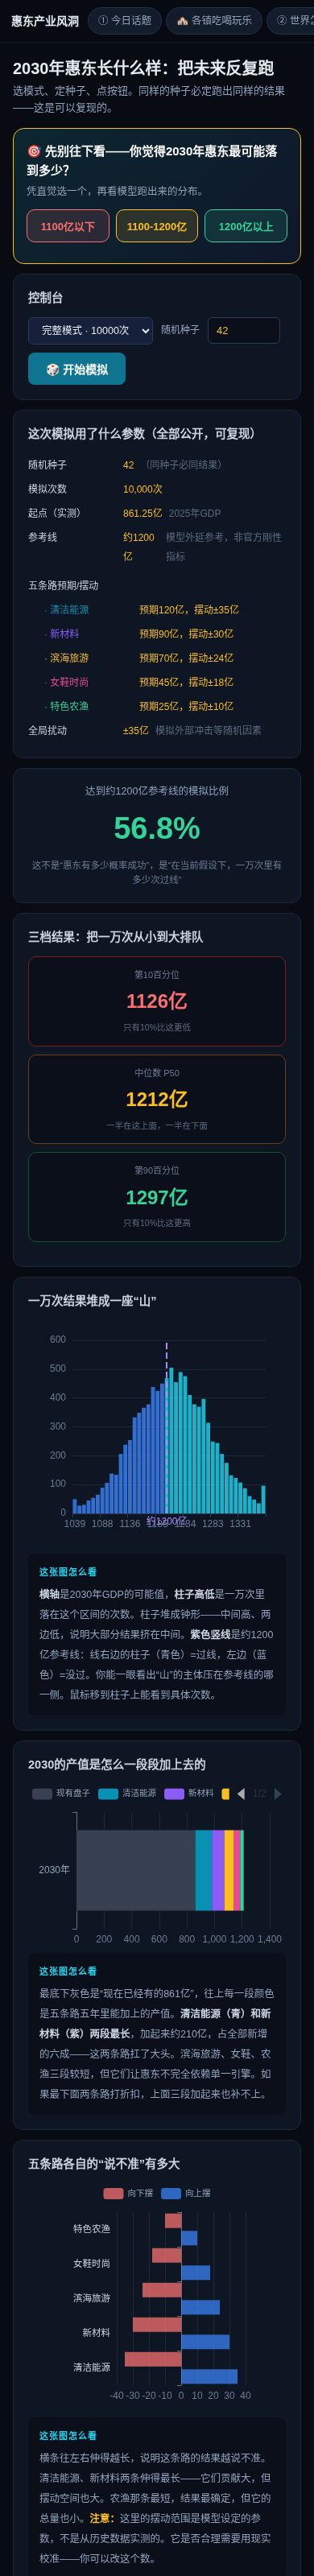 惠东产业风洞
① 今日话题
🏘️ 各镇吃喝玩乐
② 世界怎
2030年惠东长什么样：把未来反复跑
选模式、定种子、点按钮。同样的种子必定跑出同样的结果
——这是可以复现的。
🎯 先别往下看——你觉得2030年惠东最可能落
到多少？
凭直觉选一个，再看模型跑出来的分布。
1100亿以下
1100-1200亿
1200亿以上
控制台
完整模式 · 10000次
随机种子
42
🎲 开始模拟
这次模拟用了什么参数（全部公开，可复现）
随机种子 42 （同种子必同结果）
模拟次数 10,000次
起点（实测） 861.25亿 2025年GDP
参考线 约1200 模型外延参考，非官方刚性
亿 指标
五条路预期/摆动
· 清洁能源 预期120亿，摆动±35亿
· 新材料 预期90亿，摆动±30亿
· 滨海旅游 预期70亿，摆动±24亿
· 女鞋时尚 预期45亿，摆动±18亿
· 特色农渔 预期25亿，摆动±10亿
全局扰动 ±35亿 模拟外部冲击等随机因素
达到约1200亿参考线的模拟比例
56.8%
这不是“惠东有多少概率成功”，是“在当前假设下，一万次里有
多少次过线”
三档结果：把一万次从小到大排队
第10百分位
1126亿
只有10%比这更低
中位数 P50
1212亿
一半在这上面，一半在下面
第90百分位
1297亿
只有10%比这更高
一万次结果堆成一座“山”
600
500
400
300
200
100
0
1039 1088 1136 1283 1331
约1200亿
这张图怎么看
横轴是2030年GDP的可能值，柱子高低是一万次里
落在这个区间的次数。柱子堆成钟形——中间高、两
边低，说明大部分结果挤在中间。紫色竖线是约1200
亿参考线：线右边的柱子（青色）=过线，左边（蓝
色）=没过。你能一眼看出“山”的主体压在参考线的哪
一侧。鼠标移到柱子上能看到具体次数。
2030的产值是怎么一段段加上去的
现有盘子 清洁能源 新材料 1/2
2030年
0 200 400 600 800 1,000 1,200 1,400
这张图怎么看
最底下灰色是“现在已经有的861亿”，往上每一段颜色
是五条路五年里能加上的产值。清洁能源（青）和新
材料（紫）两段最长，加起来约210亿，占全部新增
的六成——这两条路扛了大头。滨海旅游、女鞋、农
渔三段较短，但它们让惠东不完全依赖单一引擎。如
果最下面两条路打折扣，上面三段加起来也补不上。
五条路各自的“说不准”有多大
向下摆 向上摆
特色农渔
女鞋时尚
滨海旅游
新材料
清洁能源
-40 -30 -20 -10 0 10 20 30 40
这张图怎么看
横条往左右伸得越长，说明这条路的结果越说不准。
清洁能源、新材料两条伸得最长——它们贡献大，但
摆动空间也大。农渔那条最短，结果最确定，但它的
总量也小。注意：这里的摆动范围是模型设定的参
数，不是从历史数据实测的。它是否合理需要用现实
校准——你可以改这个数。